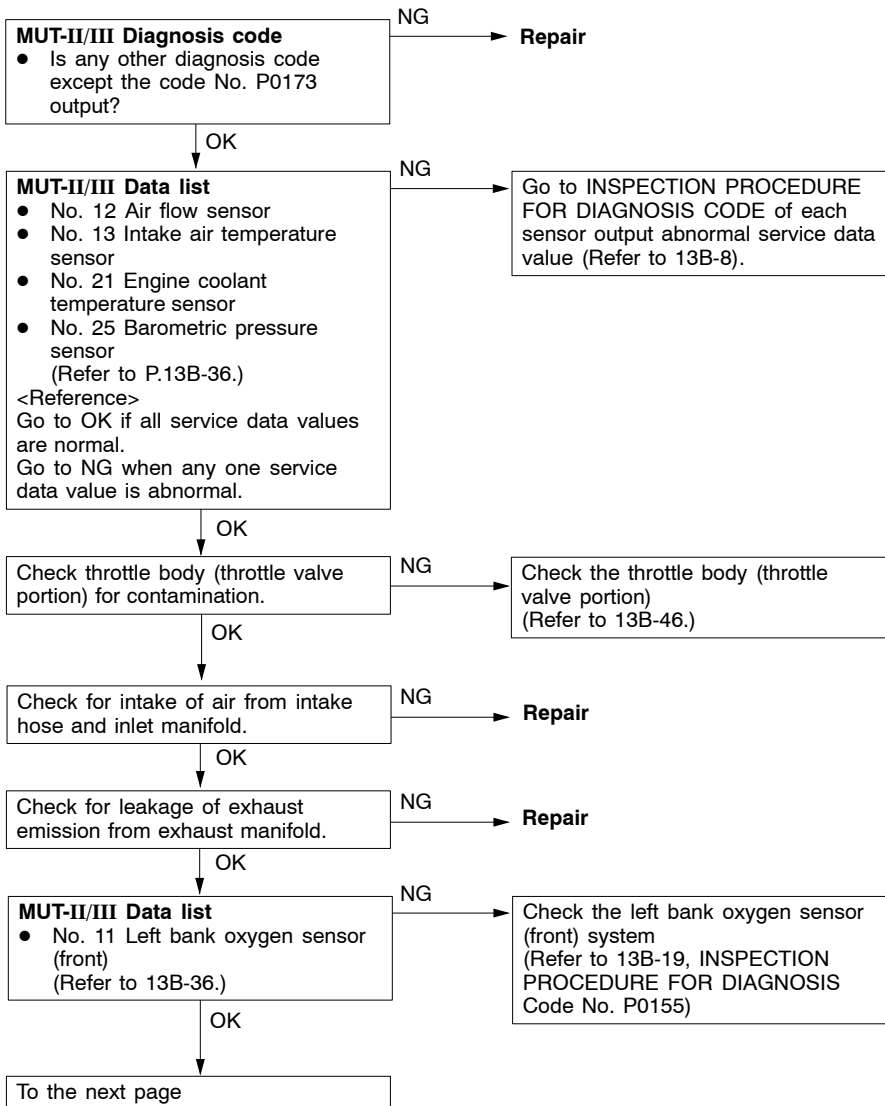 MUT-II/III Diagnosis code
● Is any other diagnosis code
except the code No. P0173
output?
NG
Repair
OK
MUT-II/III Data list
● No. 12 Air flow sensor
● No. 13 Intake air temperature
sensor
● No. 21 Engine coolant
temperature sensor
● No. 25 Barometric pressure
sensor
(Refer to P.13B-36.)
<Reference>
Go to OK if all service data values
are normal.
Go to NG when any one service
data value is abnormal.
NG
Go to INSPECTION PROCEDURE
FOR DIAGNOSIS CODE of each
sensor output abnormal service data
value (Refer to 13B-8).
OK
Check throttle body (throttle valve
portion) for contamination.
NG
Check the throttle body (throttle
valve portion)
(Refer to 13B-46.)
OK
Check for intake of air from intake
hose and inlet manifold.
NG
Repair
OK
Check for leakage of exhaust
emission from exhaust manifold.
NG
Repair
OK
MUT-II/III Data list
● No. 11 Left bank oxygen sensor
(front)
(Refer to 13B-36.)
NG
Check the left bank oxygen sensor
(front) system
(Refer to 13B-19, INSPECTION
PROCEDURE FOR DIAGNOSIS
Code No. P0155)
OK
To the next page